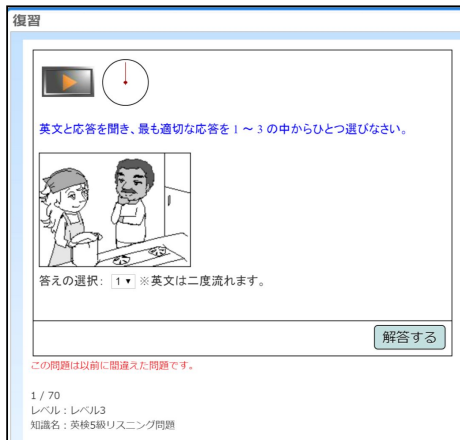 復習
英文と応答を聞き、最も適切な応答を 1 ～ 3 の中からひとつ選びなさい。
答えの選択: 1 ▼ ※英文は二度流れます。
解答する
この問題は以前に間違えた問題です。
1 / 70
レベル：レベル3
知識名：英検5級リスニング問題